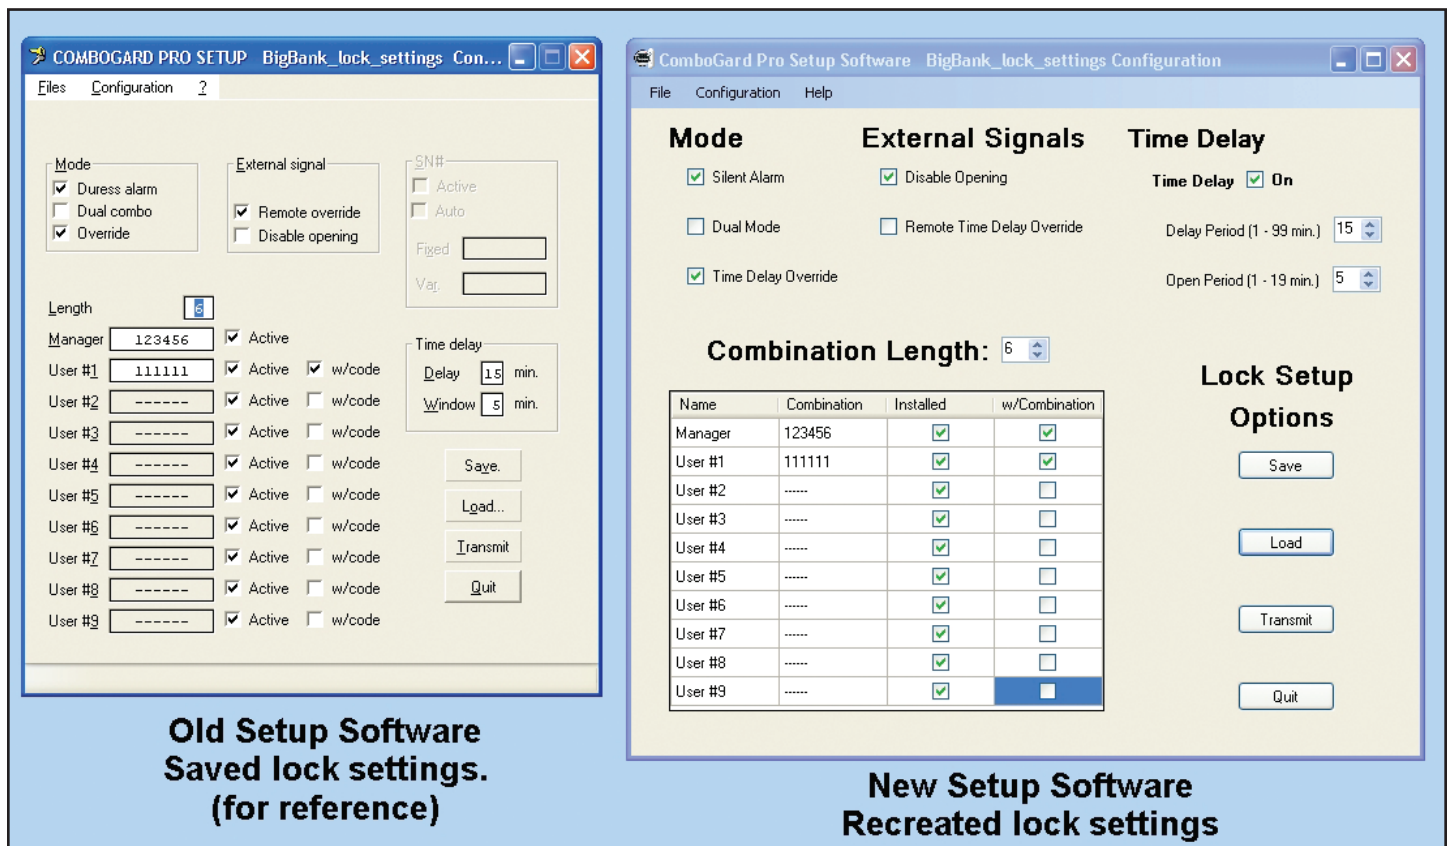 COMBOGARD PRO SETUP BigBank_lock_settings Con...
Files Configuration ?
Mode
Duress alarm
Dual combo
Override
External signal
Remote override
Disable opening
SN#
Active
Auto
Fixed
Var.
Length 6
Manager 123456 Active
User #1 111111 Active w/code
User #2 ------ Active w/code
User #3 ------ Active w/code
User #4 ------ Active w/code
User #5 ------ Active w/code
User #6 ------ Active w/code
User #7 ------ Active w/code
User #8 ------ Active w/code
User #9 ------ Active w/code
Time delay
Delay 15 min.
Window 5 min.
Save.
Load...
Transmit
Quit
Old Setup Software
Saved lock settings.
(for reference)
ComboGard Pro Setup Software BigBank_lock_settings Configuration
File Configuration Help
Mode
Silent Alarm
Dual Mode
Time Delay Override
External Signals
Disable Opening
Remote Time Delay Override
Time Delay
Time Delay On
Delay Period (1 - 99 min.) 15
Open Period (1 - 19 min.) 5
Combination Length: 6
Name Combination Installed w/Combination
Manager 123456
User #1 111111
User #2 ------
User #3 ------
User #4 ------
User #5 ------
User #6 ------
User #7 ------
User #8 ------
User #9 ------
Lock Setup
Options
Save
Load
Transmit
Quit
New Setup Software
Recreated lock settings